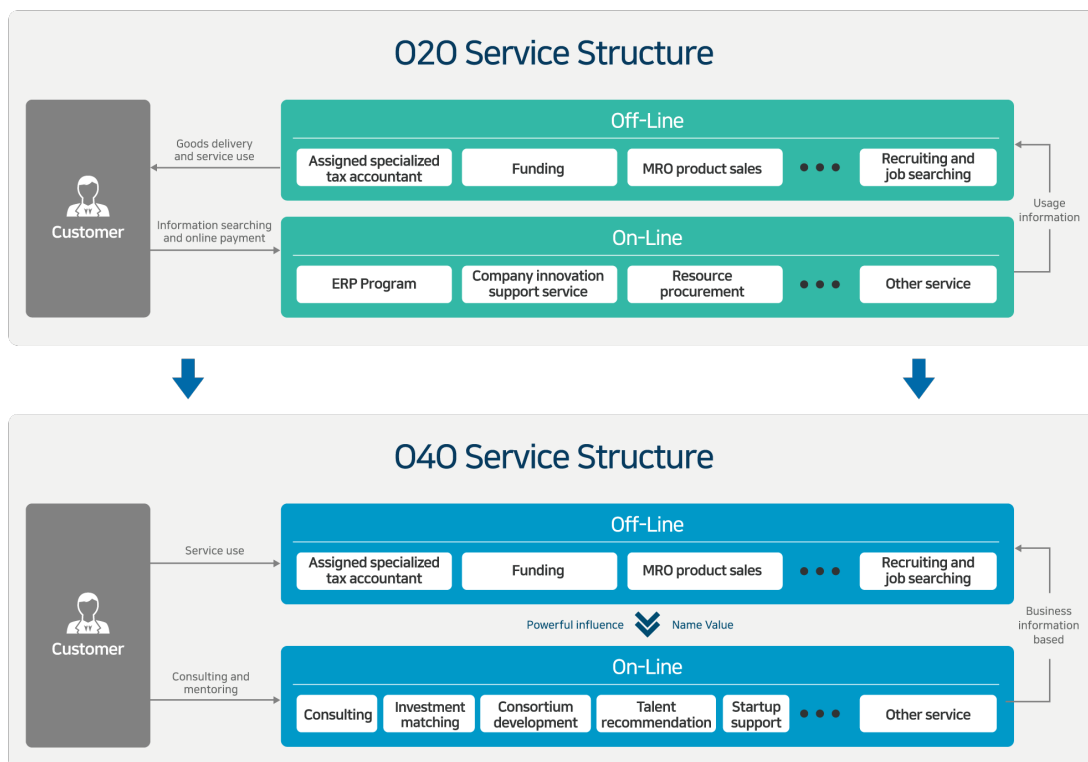 O2O Service Structure
Off-Line
Goods delivery
and service use
Assigned specialized
tax accountant
Funding
MRO product sales
Recruiting and
job searching
Customer
Information searching
and online payment
Usage
information
On-Line
ERP Program
Company innovation
support service
Resource
procurement
Other service
O4O Service Structure
Off-Line
Service use
Assigned specialized
tax accountant
Funding
MRO product sales
Recruiting and
job searching
Customer
Powerful influence
Name Value
Business
information
based
On-Line
Consulting and
mentoring
Consulting
Investment
matching
Consortium
development
Talent
recommendation
Startup
support
Other service